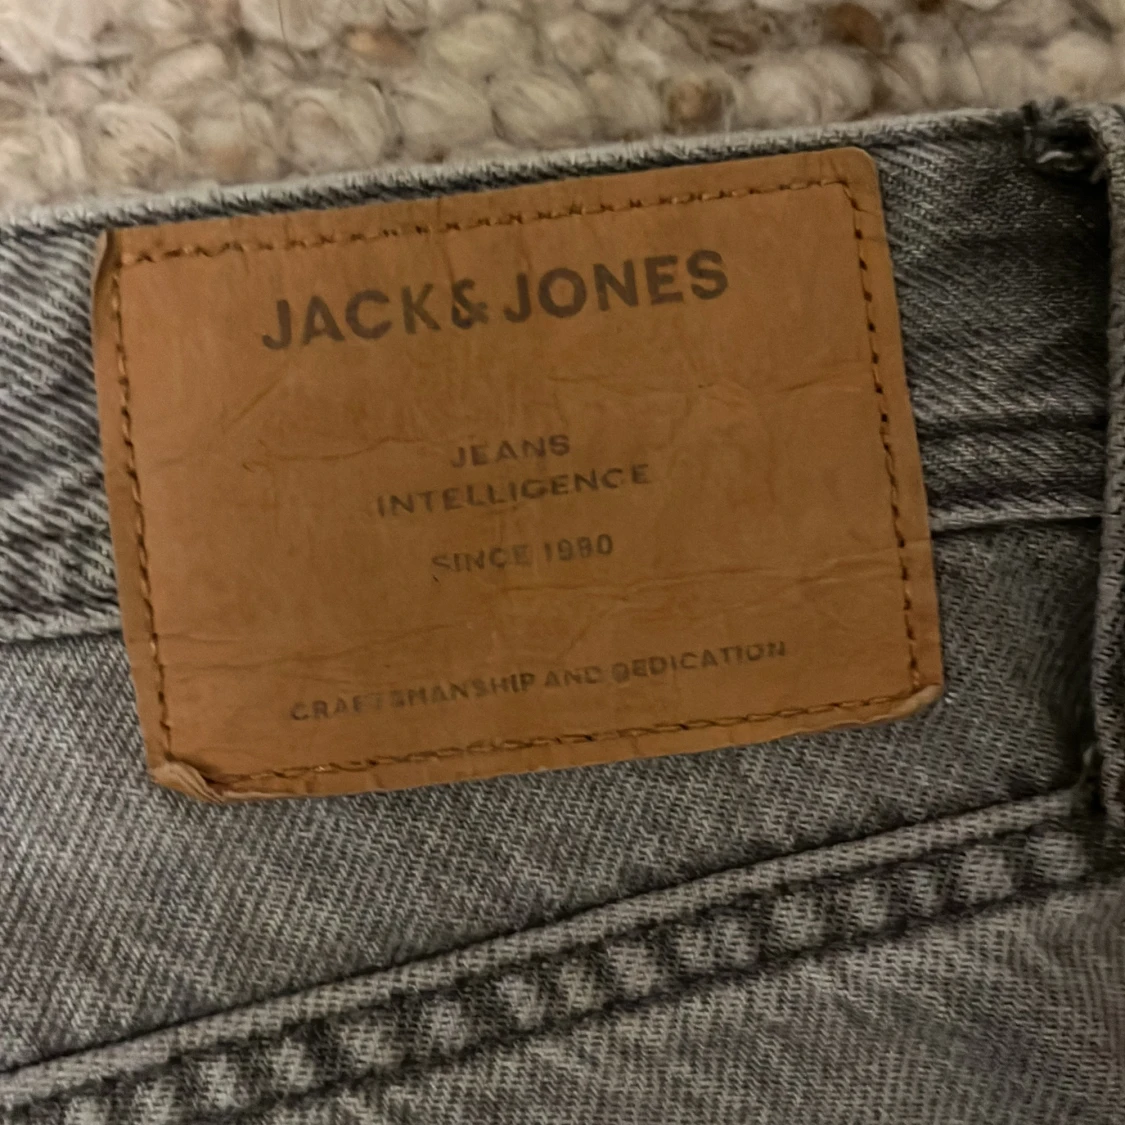 JACK & JONES
JEANS
INTELLIGENCE
SINCE 1990
CRAFTSMANSHIP AND DEDICATION